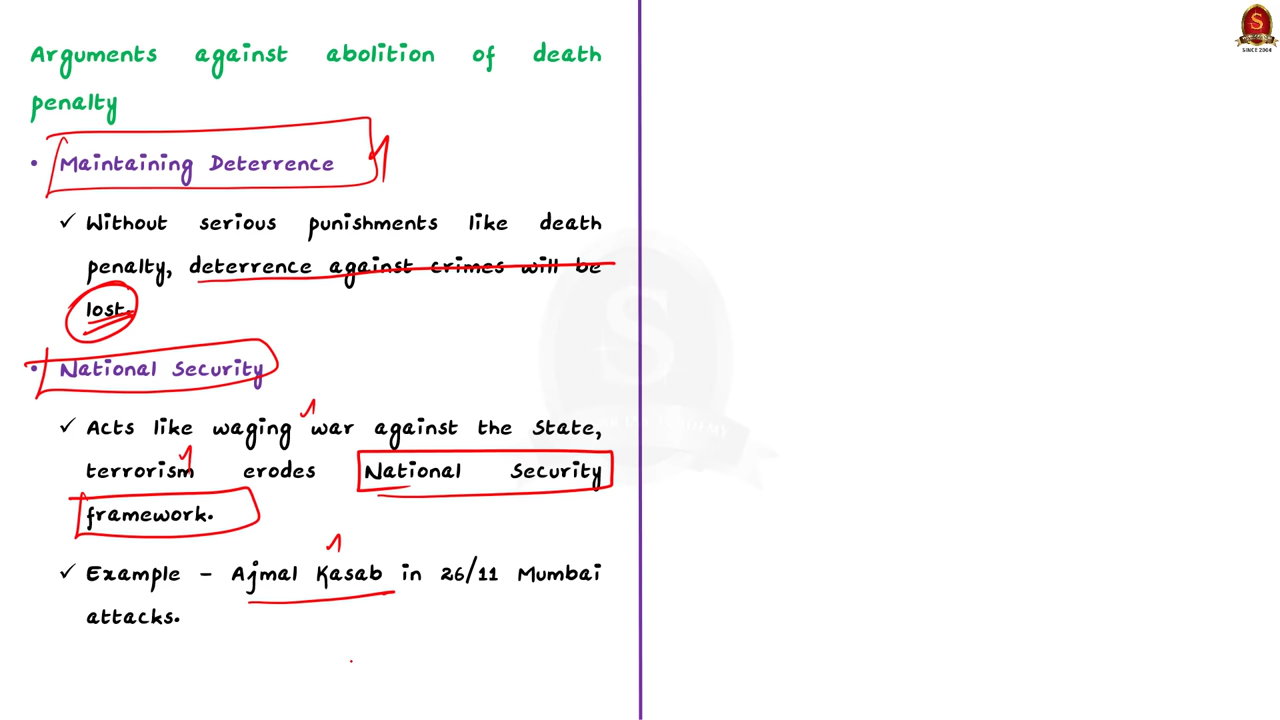 Arguments against abolition of death
penalty
• Maintaining Deterrence
✓ Without serious punishments like death
penalty, deterrence against crimes will be
lost.
• National Security
✓ Acts like waging war against the State,
terrorism erodes National Security
framework.
✓ Example - Ajmal Kasab in 26/11 Mumbai
attacks.
S
SINCE 2004
S